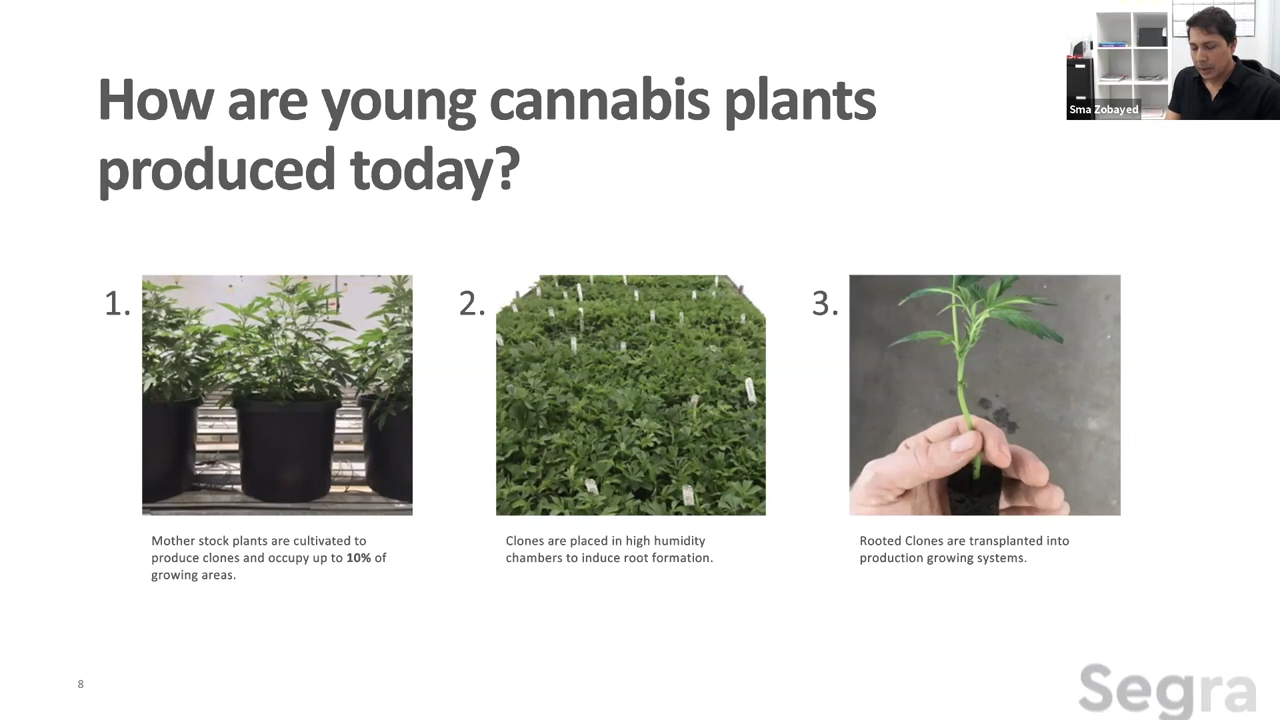 Sma Zobayed
How are young cannabis plants
produced today?
1.
2.
3.
Mother stock plants are cultivated to
produce clones and occupy up to 10% of
growing areas.
Clones are placed in high humidity
chambers to induce root formation.
Rooted Clones are transplanted into
production growing systems.
8
Segra